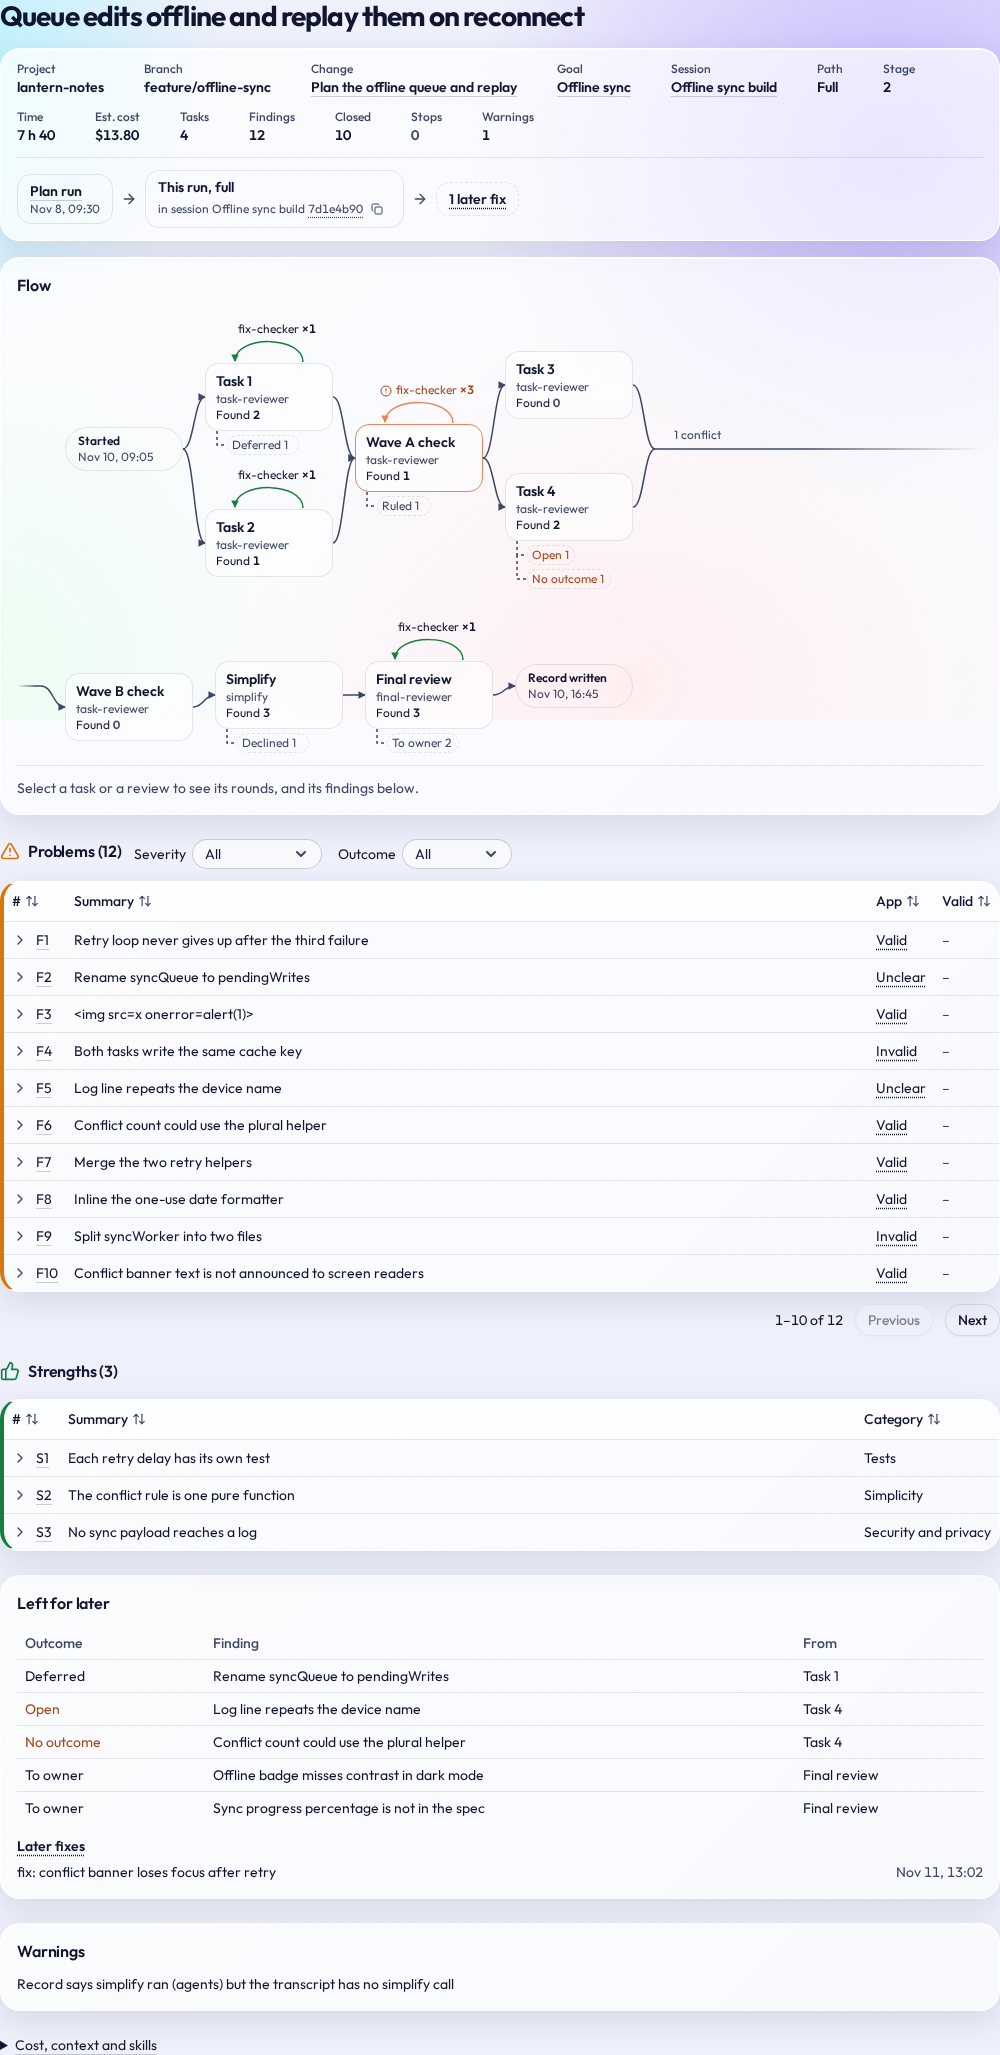 Queue edits offline and replay them on reconnect
Project Branch Change Goal Session Path Stage
lantern-notes feature/offline-sync Plan the offline queue and replay Offline sync Offline sync build Full 2
Time Est. cost Tasks Findings Closed Stops Warnings
7 h 40 $13.80 4 12 10 0 1
Plan run
Nov 8, 09:30
This run, full
in session Offline sync build 7d1e4b90
1 later fix
Flow
fix-checker ×1
Task 1
task-reviewer
Found 2
Deferred 1
Started
Nov 10, 09:05
fix-checker ×1
Task 2
task-reviewer
Found 1
fix-checker ×3
Wave A check
task-reviewer
Found 1
Ruled 1
Task 3
task-reviewer
Found 0
1 conflict
Task 4
task-reviewer
Found 2
Open 1
No outcome 1
Wave B check
task-reviewer
Found 0
Simplify
simplify
Found 3
Declined 1
fix-checker ×1
Final review
final-reviewer
Found 3
To owner 2
Record written
Nov 10, 16:45
Select a task or a review to see its rounds, and its findings below.
Problems (12) Severity All Outcome All
# Summary App Valid
F1 Retry loop never gives up after the third failure Valid –
F2 Rename syncQueue to pendingWrites Unclear –
F3 <img src=x onerror=alert(1)> Valid –
F4 Both tasks write the same cache key Invalid –
F5 Log line repeats the device name Unclear –
F6 Conflict count could use the plural helper Valid –
F7 Merge the two retry helpers Valid –
F8 Inline the one-use date formatter Valid –
F9 Split syncWorker into two files Invalid –
F10 Conflict banner text is not announced to screen readers Valid –
1–10 of 12 Previous Next
Strengths (3)
# Summary Category
S1 Each retry delay has its own test Tests
S2 The conflict rule is one pure function Simplicity
S3 No sync payload reaches a log Security and privacy
Left for later
Outcome Finding From
Deferred Rename syncQueue to pendingWrites Task 1
Open Log line repeats the device name Task 4
No outcome Conflict count could use the plural helper Task 4
To owner Offline badge misses contrast in dark mode Final review
To owner Sync progress percentage is not in the spec Final review
Later fixes
fix: conflict banner loses focus after retry Nov 11, 13:02
Warnings
Record says simplify ran (agents) but the transcript has no simplify call
Cost, context and skills